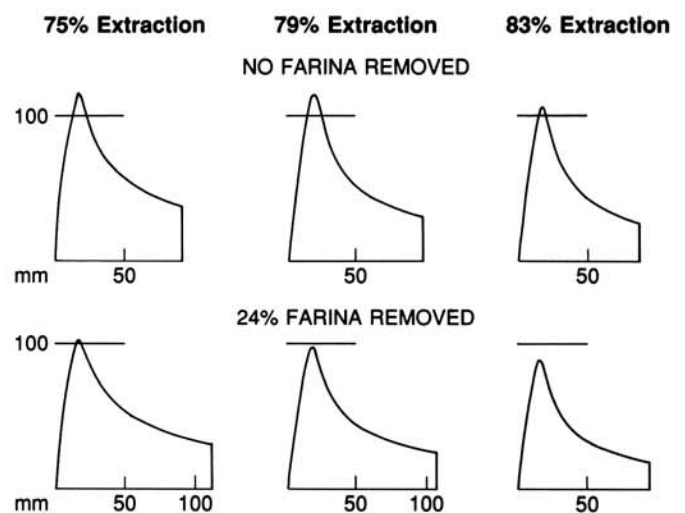 75% Extraction 79% Extraction 83% Extraction
NO FARINA REMOVED
100
mm 50 50 50
24% FARINA REMOVED
100
mm 50 100 50 100 50